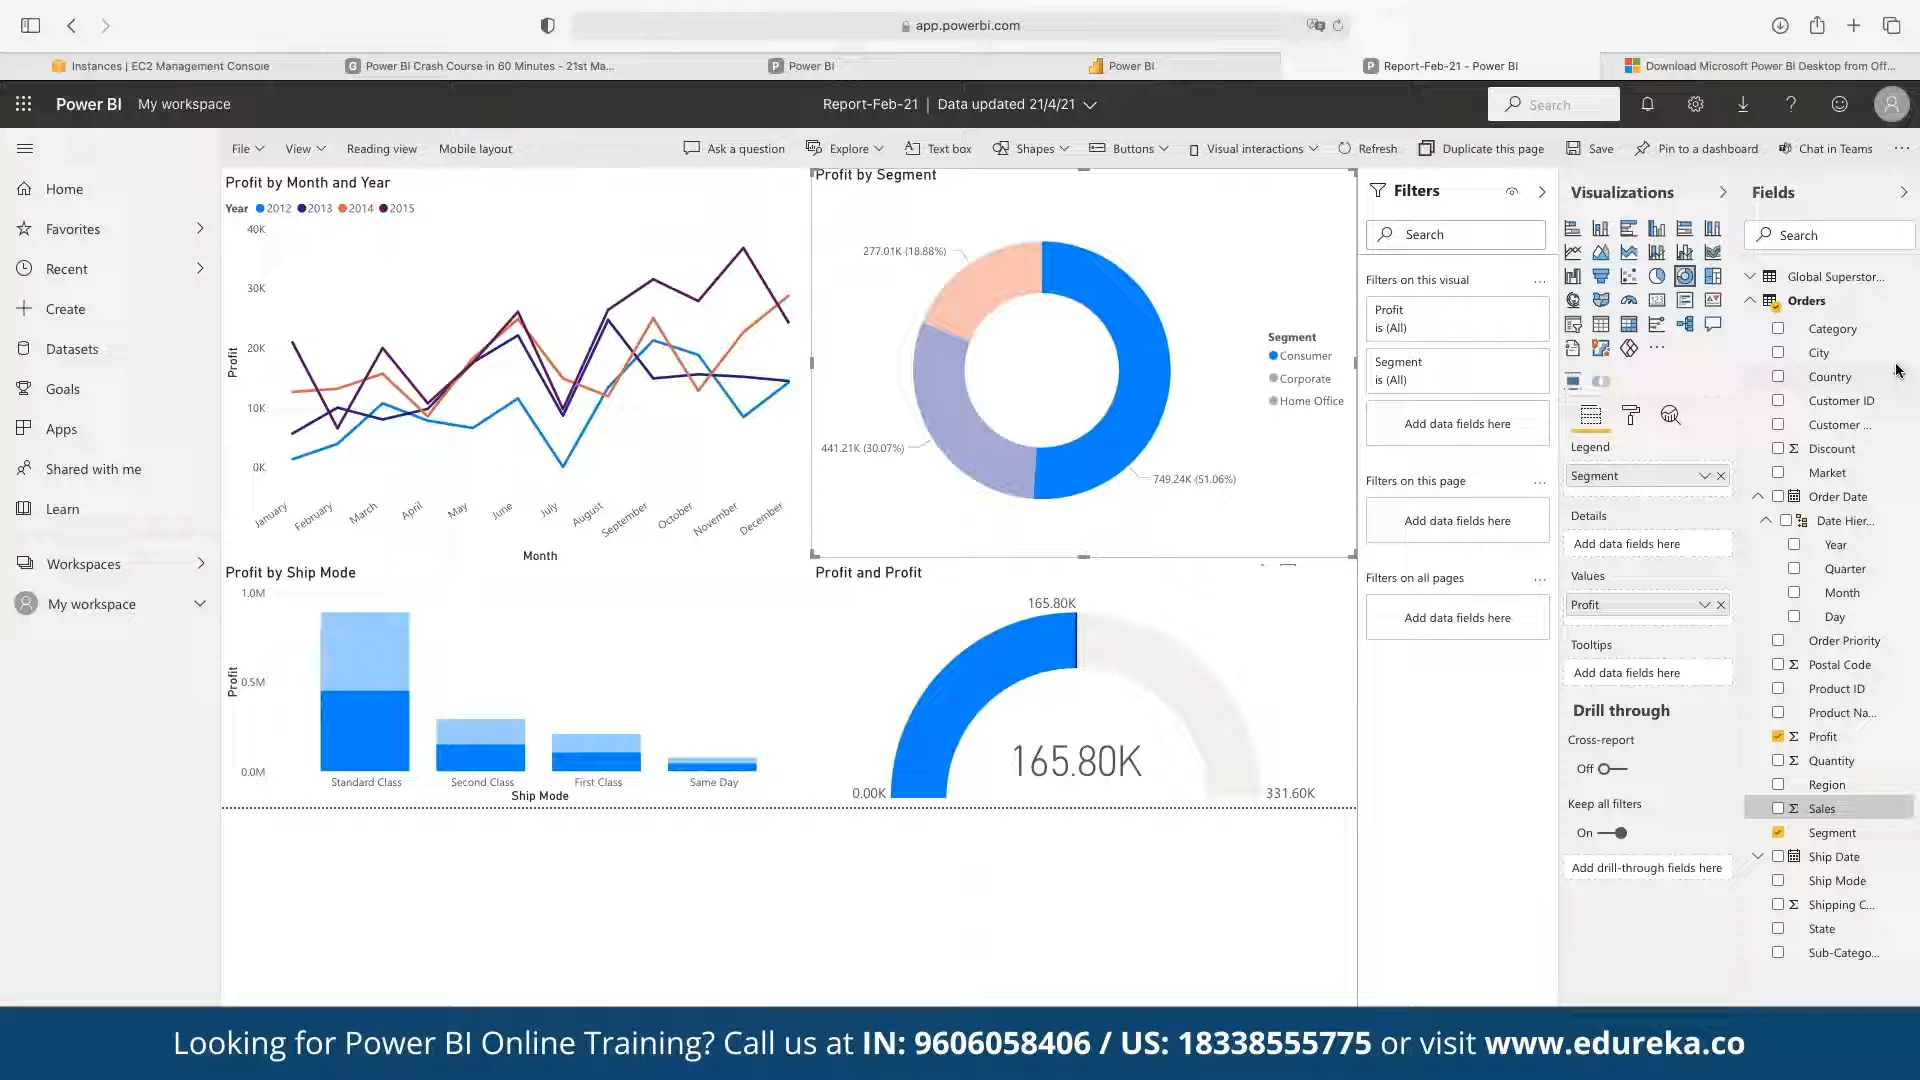 app.powerbi.com
Instances | EC2 Management Console
Power BI Crash Course in 60 Minutes - 21st Ma...
Power BI
Power BI
Report-Feb-21 - Power BI
Download Microsoft Power BI Desktop from Off...
Power BI My workspace
Report-Feb-21 | Data updated 21/4/21
Search
File
View
Reading view
Mobile layout
Ask a question
Explore
Text box
Shapes
Buttons
Visual interactions
Refresh
Duplicate this page
Save
Pin to a dashboard
Chat in Teams
Home
Favorites
Recent
Create
Datasets
Goals
Apps
Shared with me
Learn
Workspaces
My workspace
Profit by Month and Year
Year 2012 2013 2014 2015
40K
30K
20K
10K
0K
Profit
January
February
March
April
May
June
July
August
September
October
November
December
Month
Profit by Segment
277.01K (18.88%)
441.21K (30.07%)
749.24K (51.06%)
Segment
Consumer
Corporate
Home Office
Profit by Ship Mode
1.0M
0.5M
0.0M
Profit
Standard Class
Second Class
First Class
Same Day
Ship Mode
Profit and Profit
165.80K
165.80K
0.00K
331.60K
Filters
Search
Filters on this visual
Profit
is (All)
Segment
is (All)
Add data fields here
Filters on this page
Add data fields here
Filters on all pages
Add data fields here
Visualizations
Legend
Segment
Details
Add data fields here
Values
Profit
Tooltips
Add data fields here
Drill through
Cross-report
Off
Keep all filters
On
Add drill-through fields here
Fields
Search
Global Superstor...
Orders
Category
City
Country
Customer ID
Customer ...
Discount
Market
Order Date
Date Hier...
Year
Quarter
Month
Day
Order Priority
Postal Code
Product ID
Product Na...
Profit
Quantity
Region
Sales
Segment
Ship Date
Ship Mode
Shipping C...
State
Sub-Catego...
Looking for Power BI Online Training? Call us at IN: 9606058406 / US: 18338555775 or visit www.edureka.co